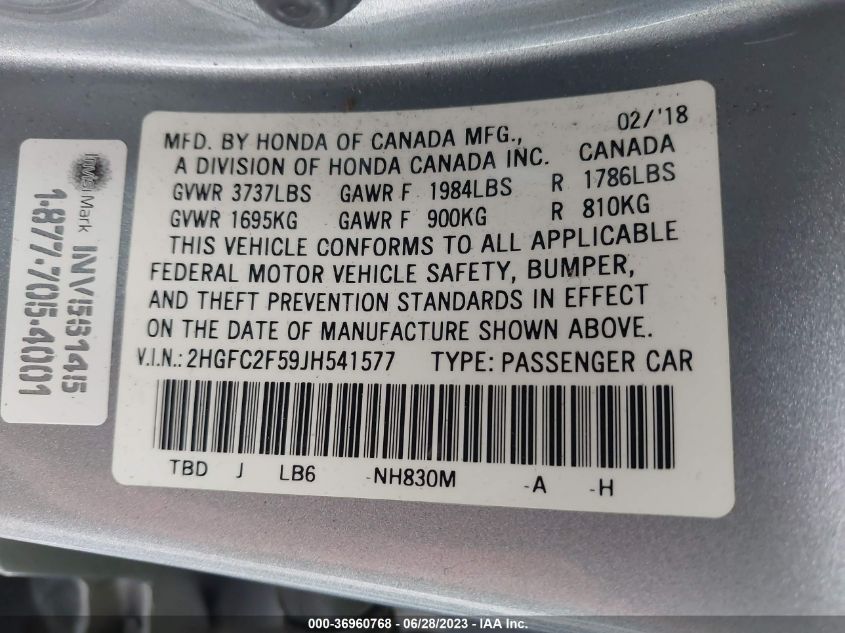 02/'18
MFD. BY HONDA OF CANADA MFG.,
A DIVISION OF HONDA CANADA INC. CANADA
GVWR 3737LBS GAWR F 1984LBS R 1786LBS
GVWR 1695KG GAWR F 900KG R 810KG
THIS VEHICLE CONFORMS TO ALL APPLICABLE
FEDERAL MOTOR VEHICLE SAFETY, BUMPER,
AND THEFT PREVENTION STANDARDS IN EFFECT
ON THE DATE OF MANUFACTURE SHOWN ABOVE.
V.I.N.: 2HGFC2F59JH541577 TYPE: PASSENGER CAR
TBD J LB6 -NH830M -A -H
InVisiMark
INV58145
1-877-705-4001
000-36960768 - 06/28/2023 - IAA Inc.